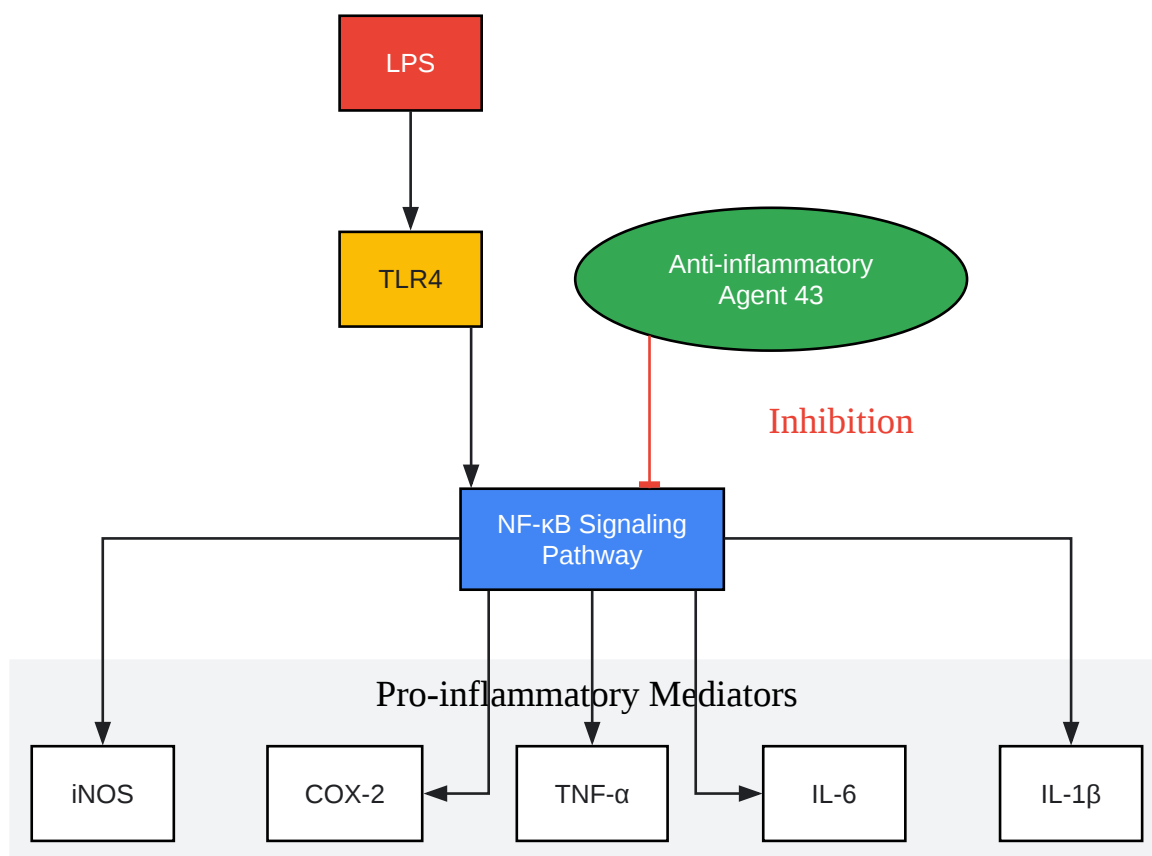 LPS
TLR4
Anti-inflammatory
Agent 43
Inhibition
NF-κB Signaling
Pathway
Pro-inflammatory Mediators
iNOS
COX-2
TNF-α
IL-6
IL-1β